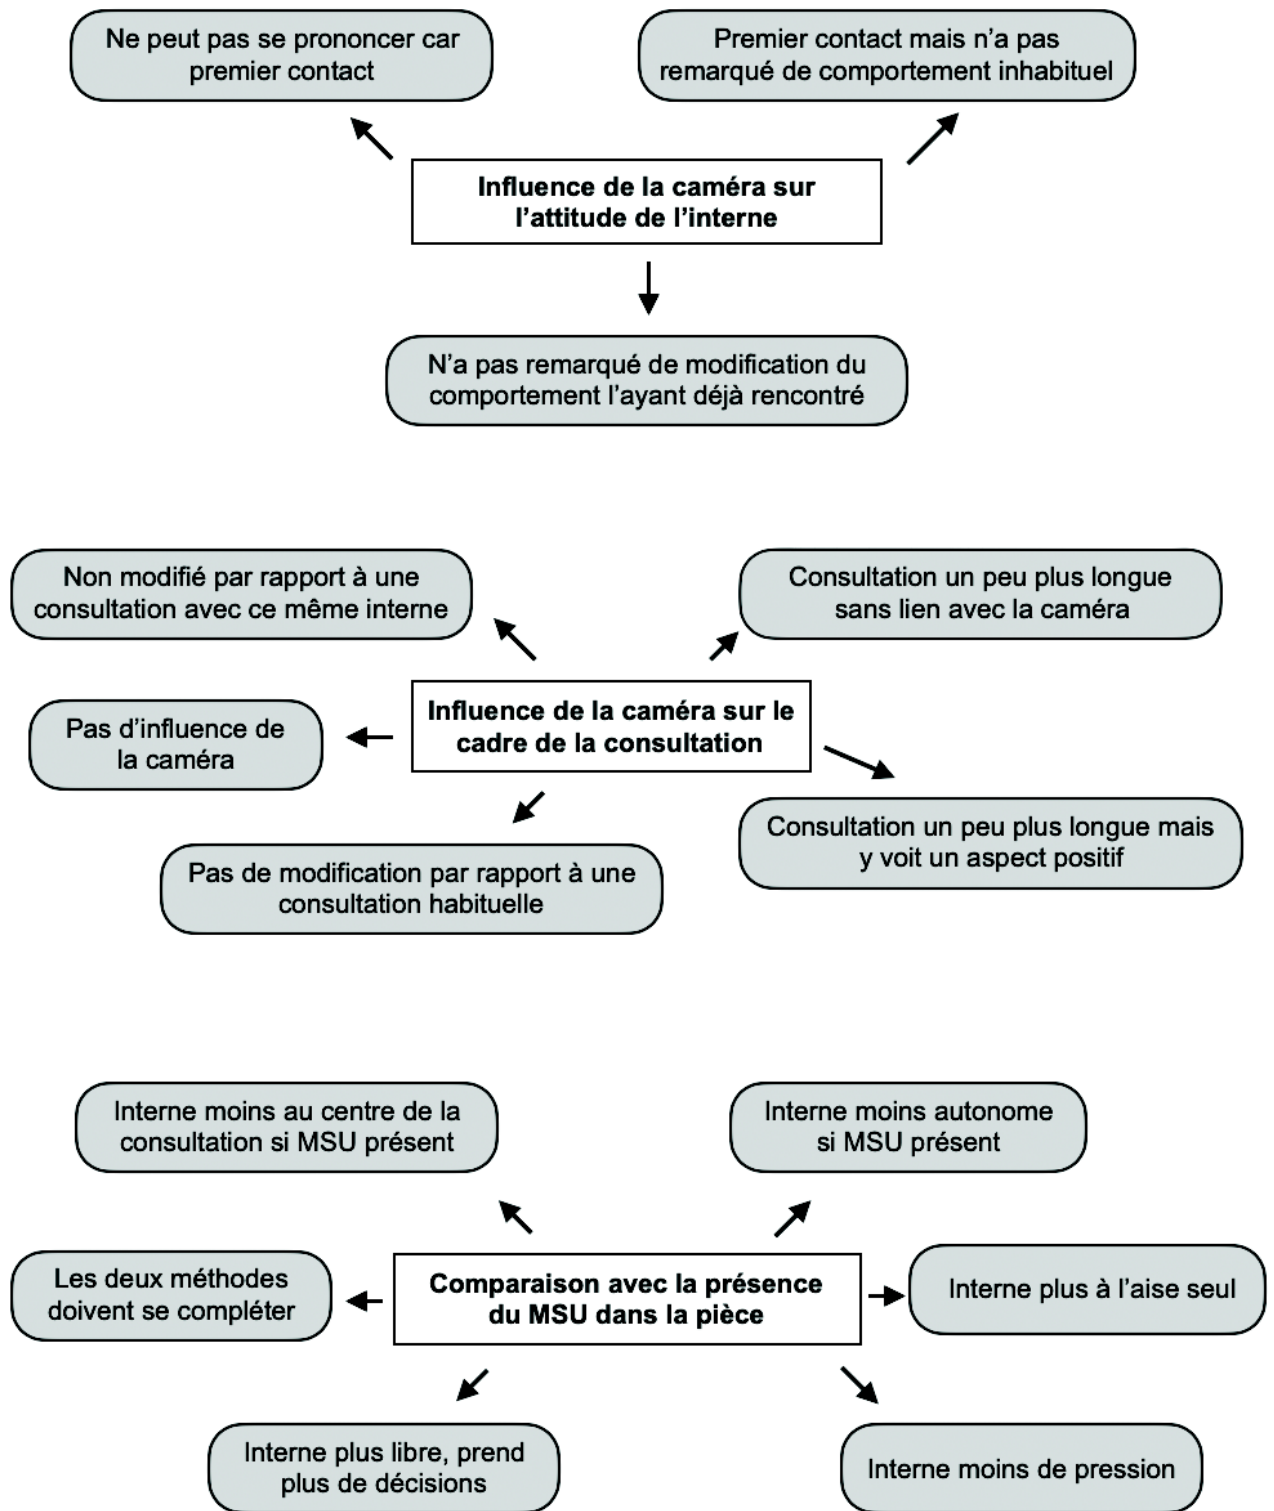 Ne peut pas se prononcer car
premier contact
Premier contact mais n’a pas
remarqué de comportement inhabituel
Influence de la caméra sur
l’attitude de l’interne
N’a pas remarqué de modification du
comportement l’ayant déjà rencontré
Non modifié par rapport à une
consultation avec ce même interne
Consultation un peu plus longue
sans lien avec la caméra
Pas d’influence de
la caméra
Influence de la caméra sur le
cadre de la consultation
Consultation un peu plus longue mais
y voit un aspect positif
Pas de modification par rapport à une
consultation habituelle
Interne moins au centre de la
consultation si MSU présent
Interne moins autonome
si MSU présent
Les deux méthodes
doivent se compléter
Comparaison avec la présence
du MSU dans la pièce
Interne plus à l’aise seul
Interne plus libre, prend
plus de décisions
Interne moins de pression